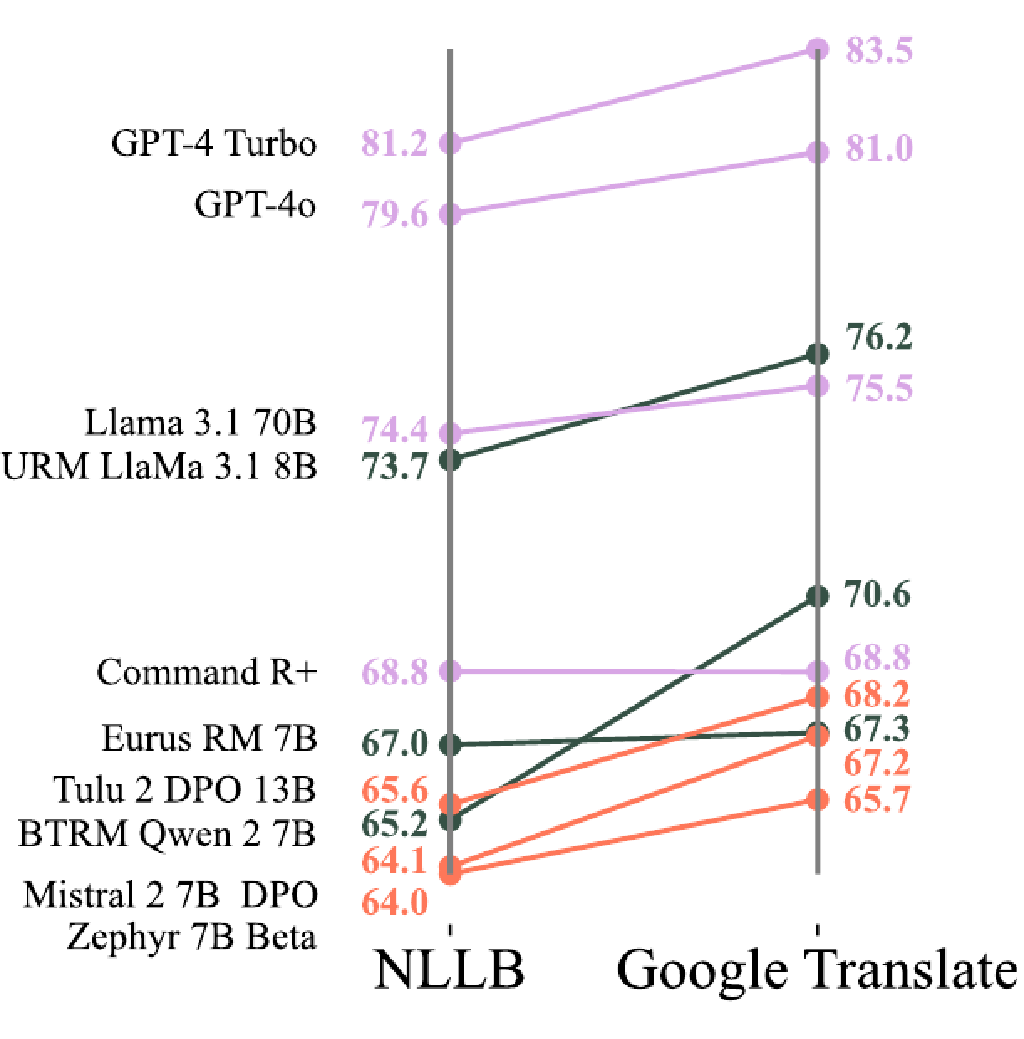 83.5
GPT-4 Turbo 81.2 81.0
GPT-4o 79.6
76.2
75.5
Llama 3.1 70B 74.4
URM LlaMa 3.1 8B 73.7
70.6
Command R+ 68.8 68.8
68.2
Eurus RM 7B 67.0 67.3
67.2
Tulu 2 DPO 13B 65.6 65.7
BTRM Qwen 2 7B 65.2
64.1
Mistral 2 7B DPO 64.0
Zephyr 7B Beta
NLLB Google Translate